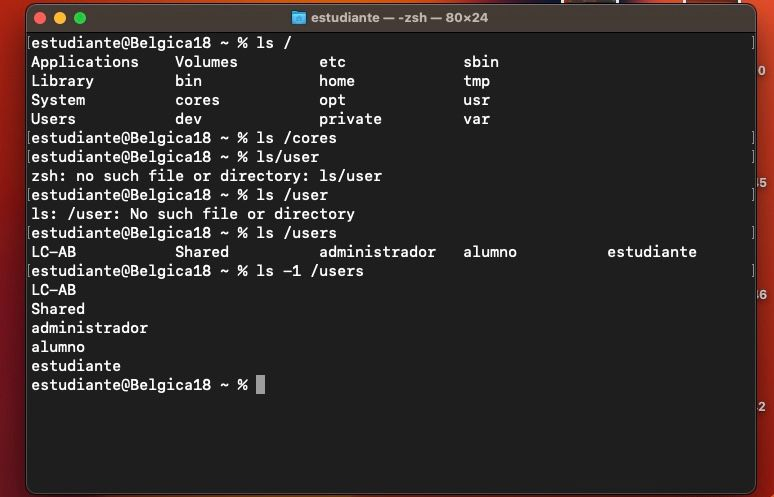 estudiante — -zsh — 80×24
[estudiante@Belgica18 ~ % ls /
Applications Volumes etc sbin
Library bin home tmp
System cores opt usr
Users dev private var
[estudiante@Belgica18 ~ % ls /cores
[estudiante@Belgica18 ~ % ls/user
zsh: no such file or directory: ls/user
[estudiante@Belgica18 ~ % ls /user
ls: /user: No such file or directory
[estudiante@Belgica18 ~ % ls /users
LC-AB Shared administrador alumno estudiante
[estudiante@Belgica18 ~ % ls -1 /users
LC-AB
Shared
administrador
alumno
estudiante
estudiante@Belgica18 ~ %